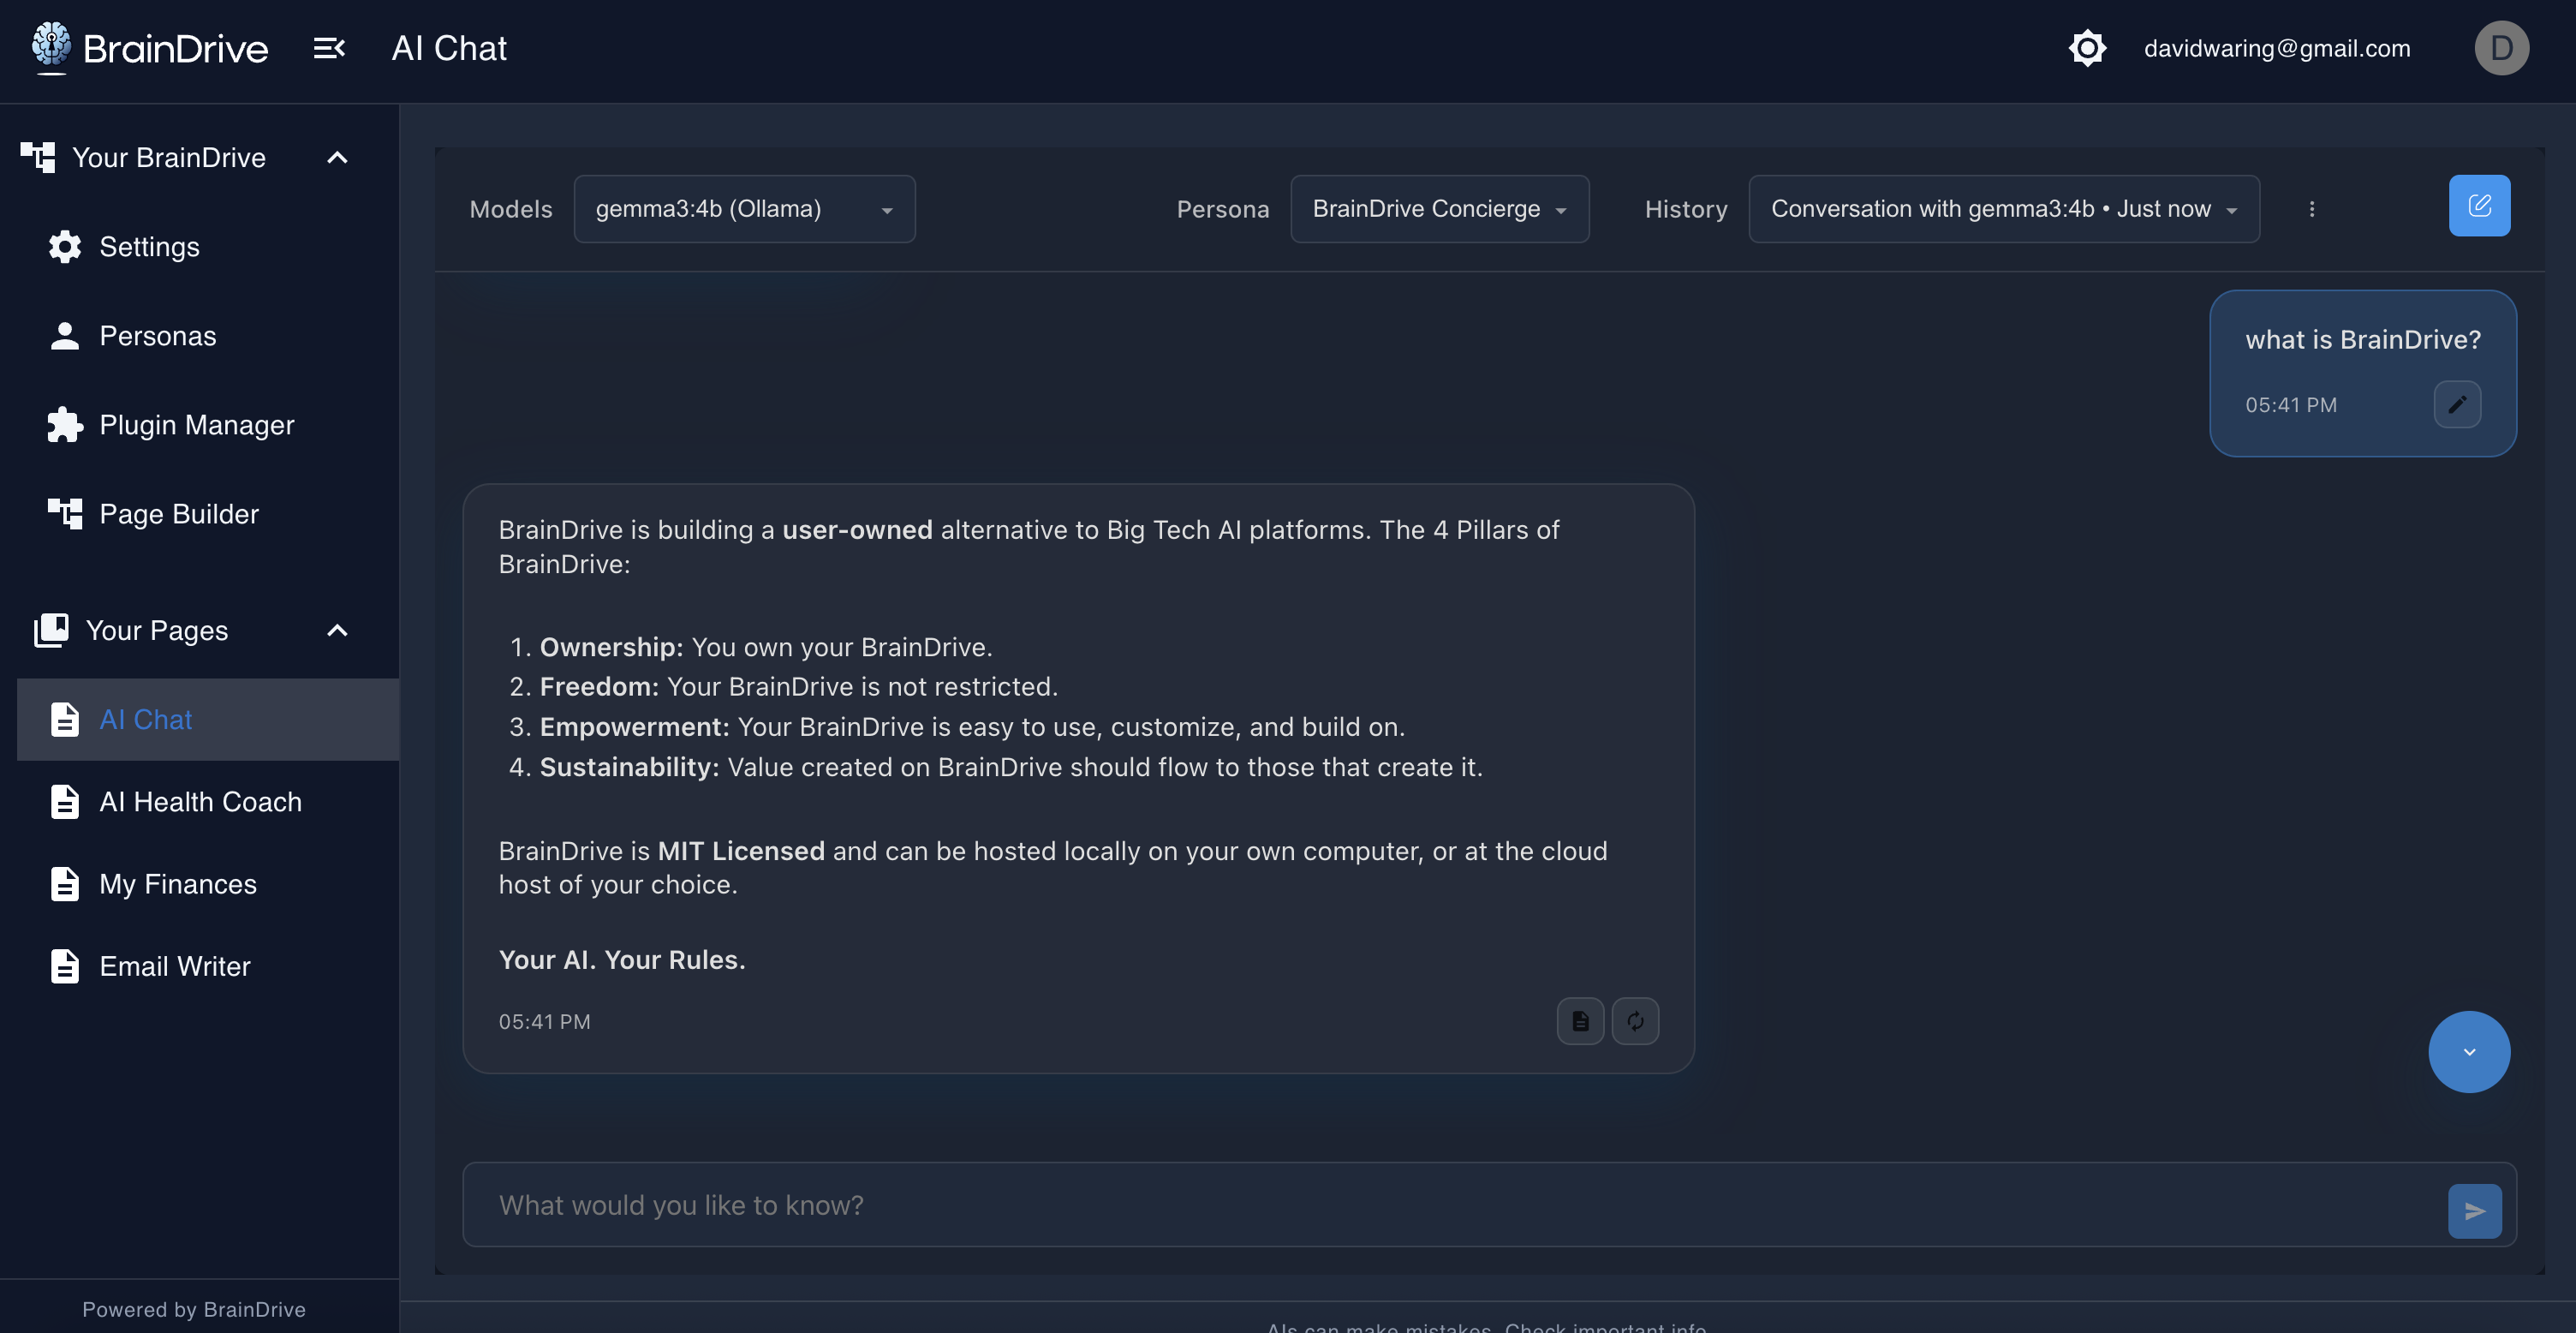 BrainDrive
AI Chat
davidwaring@gmail.com
D
Your BrainDrive
Settings
Personas
Plugin Manager
Page Builder
Your Pages
AI Chat
AI Health Coach
My Finances
Email Writer
Powered by BrainDrive
Models
gemma3:4b (Ollama)
Persona
BrainDrive Concierge
History
Conversation with gemma3:4b • Just now
what is BrainDrive?
05:41 PM
BrainDrive is building a user-owned alternative to Big Tech AI platforms. The 4 Pillars of
BrainDrive:
1. Ownership: You own your BrainDrive.
2. Freedom: Your BrainDrive is not restricted.
3. Empowerment: Your BrainDrive is easy to use, customize, and build on.
4. Sustainability: Value created on BrainDrive should flow to those that create it.
BrainDrive is MIT Licensed and can be hosted locally on your own computer, or at the cloud
host of your choice.
Your AI. Your Rules.
05:41 PM
What would you like to know?
AIs can make mistakes. Check important info.